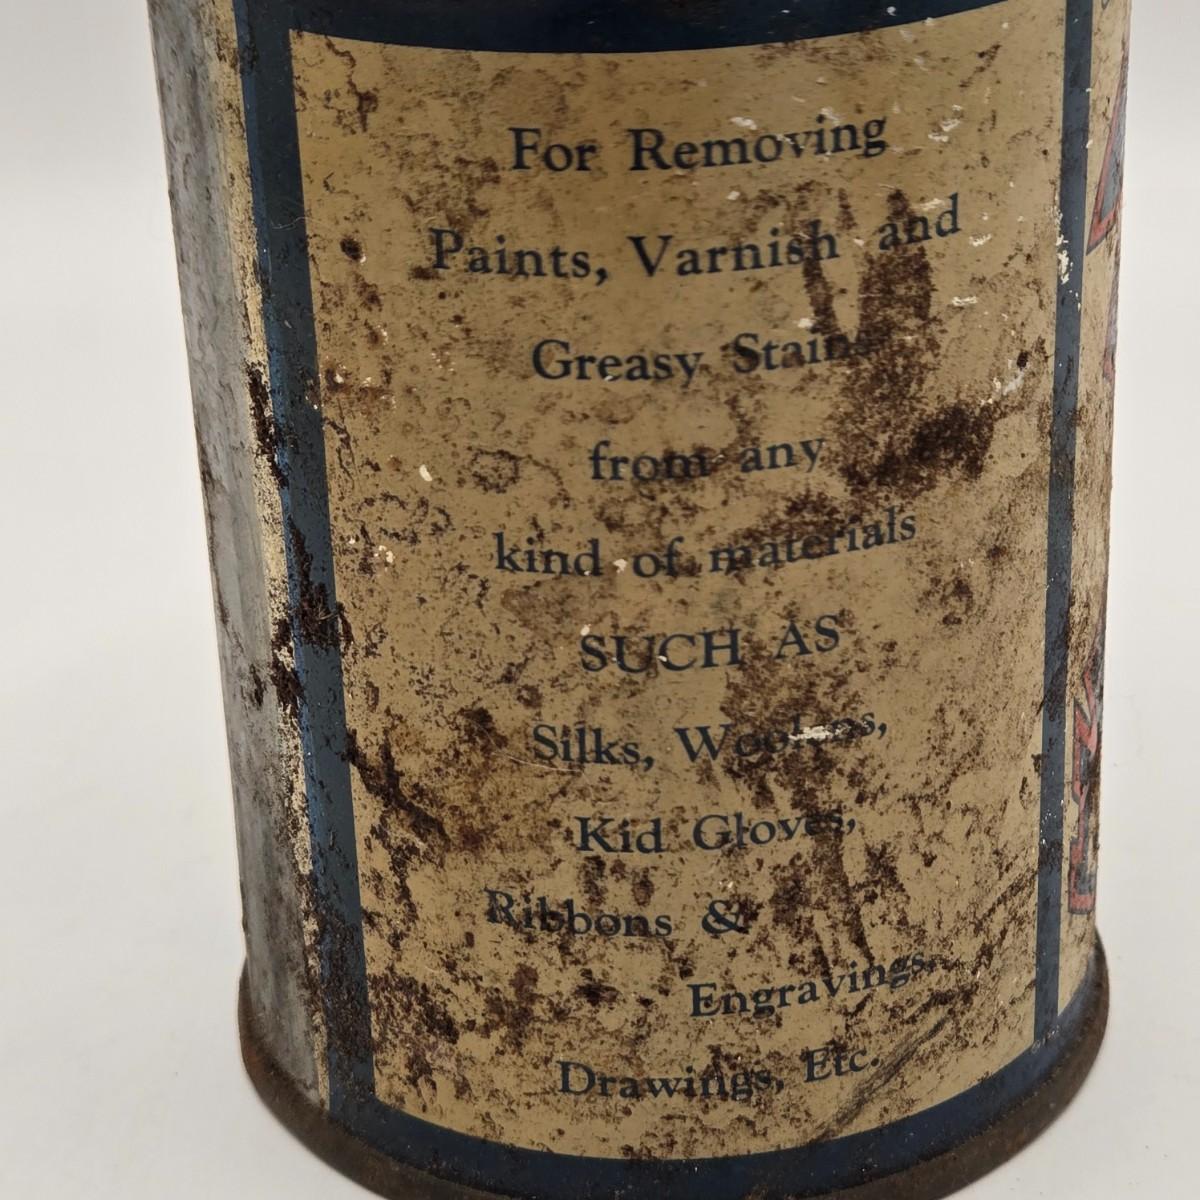 For Removing
Paints, Varnish and
Greasy Stains
from any
kind of materials
SUCH AS
Silks, Woolens,
Kid Gloves,
Ribbons &
Engravings,
Drawings, Etc.